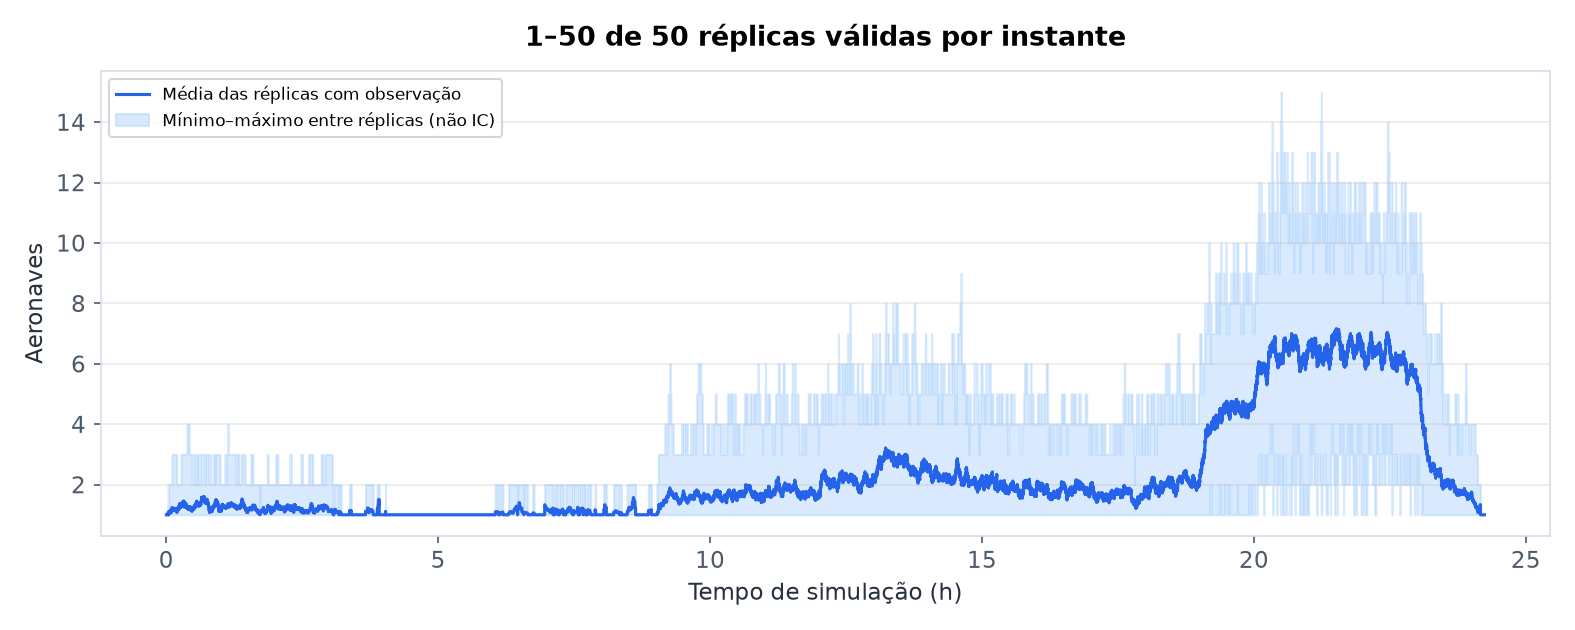 1–50 de 50 réplicas válidas por instante
Média das réplicas com observação
Mínimo–máximo entre réplicas (não IC)
14
12
10
8
6
4
2
Aeronaves
0
5
10
15
20
25
Tempo de simulação (h)